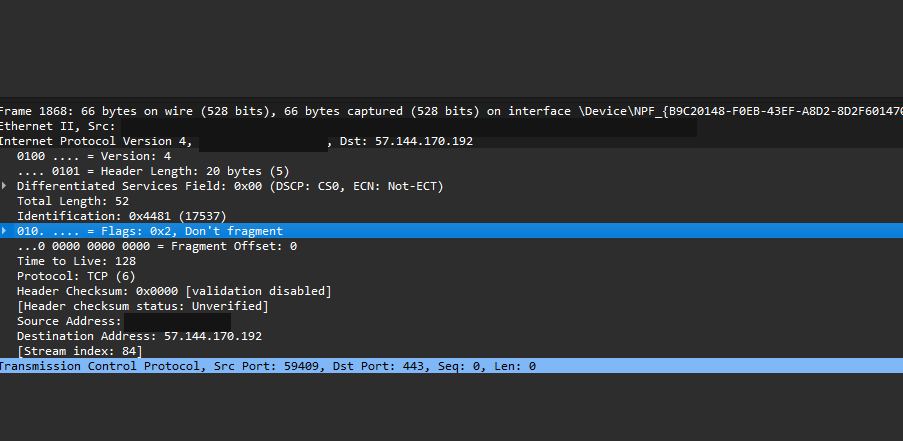 Frame 1868: 66 bytes on wire (528 bits), 66 bytes captured (528 bits) on interface \Device\NPF_{B9C20148-F0EB-43EF-A8D2-8D2F601470
Ethernet II, Src:
Internet Protocol Version 4, , Dst: 57.144.170.192
0100 .... = Version: 4
.... 0101 = Header Length: 20 bytes (5)
Differentiated Services Field: 0x00 (DSCP: CS0, ECN: Not-ECT)
Total Length: 52
Identification: 0x4481 (17537)
010. .... = Flags: 0x2, Don't fragment
...0 0000 0000 0000 = Fragment Offset: 0
Time to Live: 128
Protocol: TCP (6)
Header Checksum: 0x0000 [validation disabled]
[Header checksum status: Unverified]
Source Address:
Destination Address: 57.144.170.192
[Stream index: 84]
Transmission Control Protocol, Src Port: 59409, Dst Port: 443, Seq: 0, Len: 0